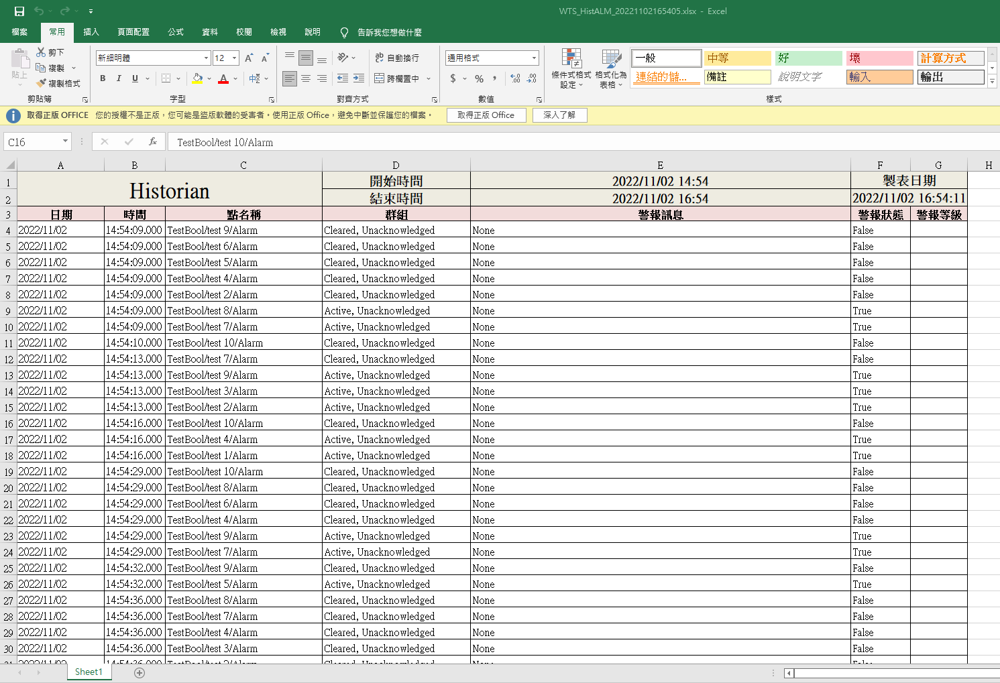 WTS_HistALM_20221102165405.xlsx - Excel
檔案 常用 插入 頁面配置 公式 資料 校閱 檢視 說明 告訴我您想做什麼
貼上 剪下 複製 複製格式
新細明體 12 A A
B I U A 中
自動換行
跨欄置中
通用格式
$ % , .0 .00
條件式格式設定 格式化為表格
一般 中等 好 壞 計算方式
連結的儲... 備註 說明文字 輸入 輸出
剪貼簿 字型 對齊方式 數值 樣式
取得正版 OFFICE 您的授權不是正版，您可能是盜版軟體的受害者。使用正版 Office，避免中斷並保護您的檔案。 取得正版 Office 深入了解
C16 fx TestBool/test 10/Alarm
A B C D E F G H
1 Historian 開始時間 2022/11/02 14:54 製表日期
2 結束時間 2022/11/02 16:54 2022/11/02 16:54:11
3 日期 時間 點名稱 群組 警報訊息 警報狀態 警報等級
4 2022/11/02 14:54:09.000 TestBool/test 9/Alarm Cleared, Unacknowledged None False
5 2022/11/02 14:54:09.000 TestBool/test 6/Alarm Cleared, Unacknowledged None False
6 2022/11/02 14:54:09.000 TestBool/test 5/Alarm Cleared, Unacknowledged None False
7 2022/11/02 14:54:09.000 TestBool/test 4/Alarm Cleared, Unacknowledged None False
8 2022/11/02 14:54:09.000 TestBool/test 2/Alarm Cleared, Unacknowledged None False
9 2022/11/02 14:54:09.000 TestBool/test 8/Alarm Active, Unacknowledged None True
10 2022/11/02 14:54:09.000 TestBool/test 7/Alarm Active, Unacknowledged None True
11 2022/11/02 14:54:10.000 TestBool/test 10/Alarm Cleared, Unacknowledged None False
12 2022/11/02 14:54:13.000 TestBool/test 7/Alarm Cleared, Unacknowledged None False
13 2022/11/02 14:54:13.000 TestBool/test 9/Alarm Active, Unacknowledged None True
14 2022/11/02 14:54:13.000 TestBool/test 3/Alarm Active, Unacknowledged None True
15 2022/11/02 14:54:13.000 TestBool/test 2/Alarm Active, Unacknowledged None True
16 2022/11/02 14:54:16.000 TestBool/test 10/Alarm Cleared, Unacknowledged None False
17 2022/11/02 14:54:16.000 TestBool/test 4/Alarm Active, Unacknowledged None True
18 2022/11/02 14:54:16.000 TestBool/test 1/Alarm Active, Unacknowledged None True
19 2022/11/02 14:54:29.000 TestBool/test 10/Alarm Cleared, Unacknowledged None False
20 2022/11/02 14:54:29.000 TestBool/test 8/Alarm Cleared, Unacknowledged None False
21 2022/11/02 14:54:29.000 TestBool/test 6/Alarm Cleared, Unacknowledged None False
22 2022/11/02 14:54:29.000 TestBool/test 4/Alarm Cleared, Unacknowledged None False
23 2022/11/02 14:54:29.000 TestBool/test 9/Alarm Active, Unacknowledged None True
24 2022/11/02 14:54:29.000 TestBool/test 7/Alarm Active, Unacknowledged None True
25 2022/11/02 14:54:32.000 TestBool/test 9/Alarm Cleared, Unacknowledged None False
26 2022/11/02 14:54:32.000 TestBool/test 5/Alarm Active, Unacknowledged None True
27 2022/11/02 14:54:36.000 TestBool/test 8/Alarm Cleared, Unacknowledged None False
28 2022/11/02 14:54:36.000 TestBool/test 7/Alarm Cleared, Unacknowledged None False
29 2022/11/02 14:54:36.000 TestBool/test 4/Alarm Cleared, Unacknowledged None False
30 2022/11/02 14:54:36.000 TestBool/test 3/Alarm Cleared, Unacknowledged None False
Sheet1